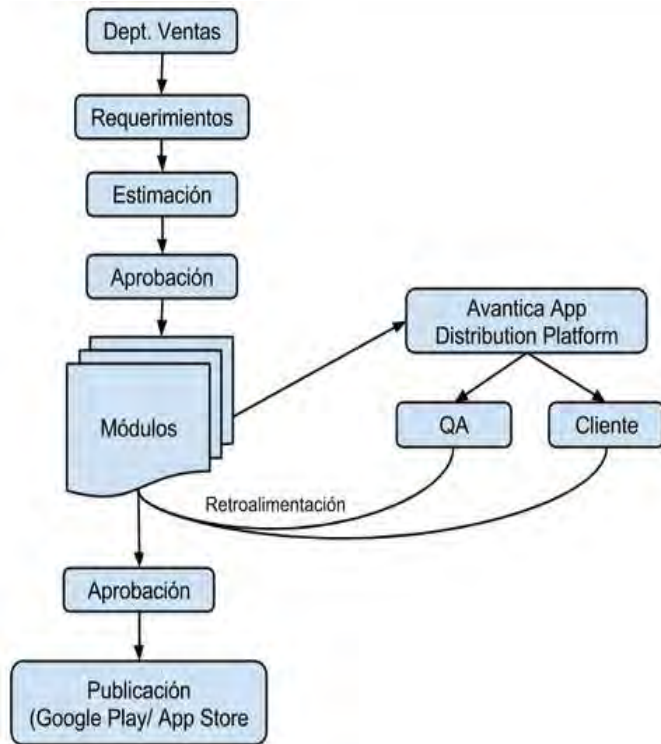 Dept. Ventas
Requerimientos
Estimación
Aprobación
Avantica App
Distribution Platform
Módulos
QA
Cliente
Retroalimentación
Aprobación
Publicación
(Google Play/ App Store